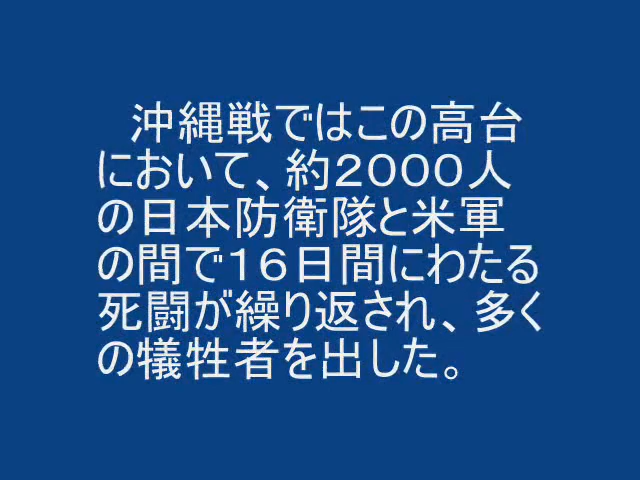 沖縄戦ではこの高台
において、約２０００人
の日本防衛隊と米軍
の間で１６日間にわたる
死闘が繰り返され、多く
の犠牲者を出した。